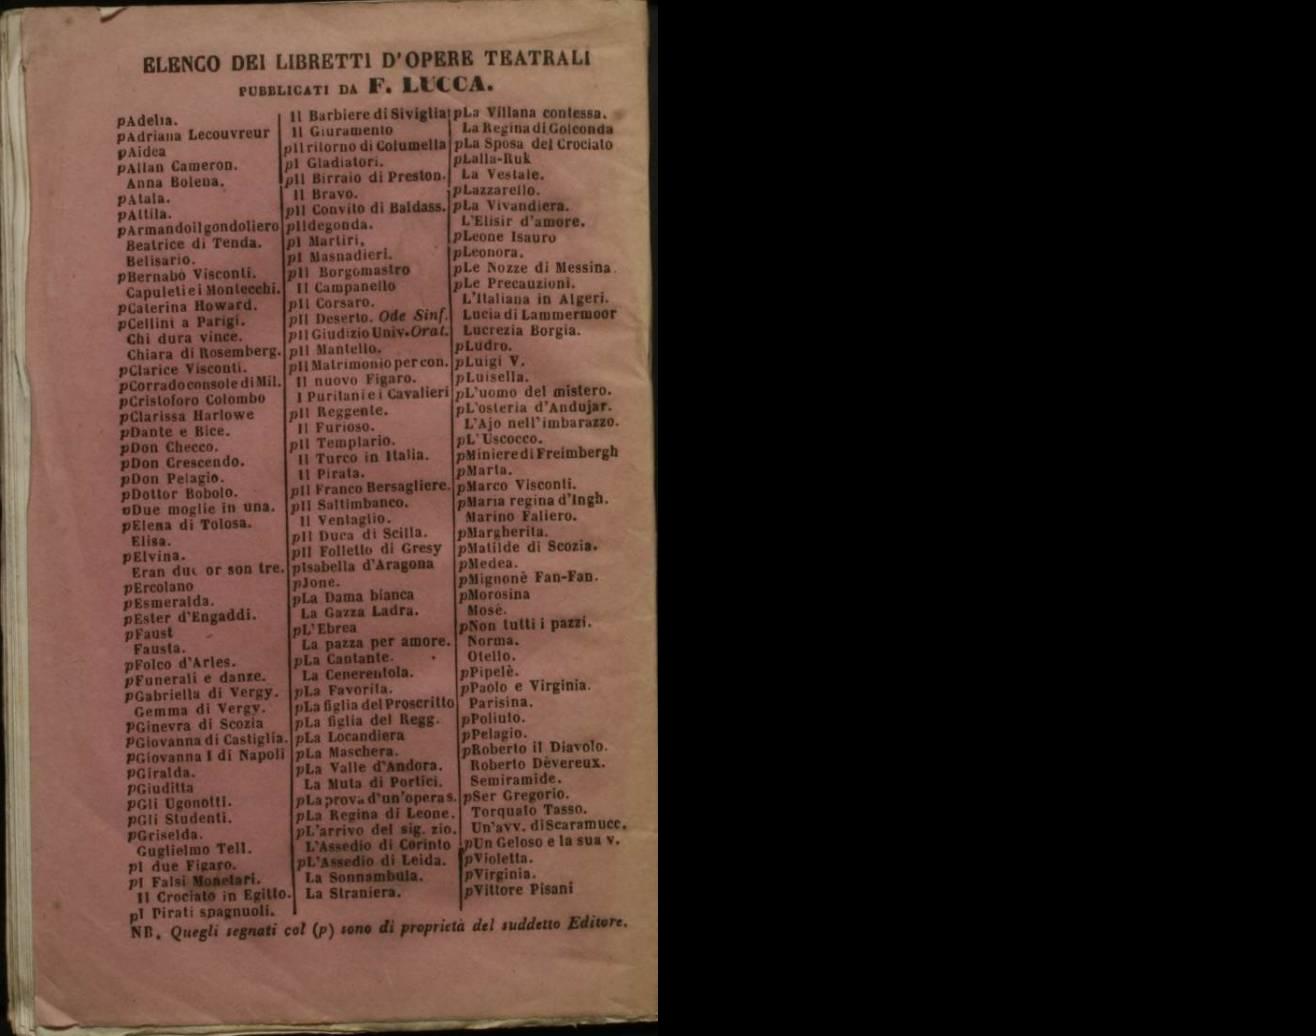 ELENCO DEI LIBRETTI D'OPERE TEATRALI
PUBBLICATI DA F. LUCCA.
pAdelia.
pAdriana Lecouvreur
pAidea
pAllan Cameron.
Anna Bolena.
pAtala.
pAttila.
pArmando il gondoliero
Beatrice di Tenda.
Belisario.
pBernabò Visconti.
Capuleti e i Montecchi.
pCaterina Howard.
pCellini a Parigi.
Chi dura vince.
Chiara di Rosemberg.
pClarice Visconti.
pCorrado console di Mil.
pCristoforo Colombo
pClarissa Harlowe
pDante e Bice.
pDon Checco.
pDon Crescendo.
pDon Pelagio.
pDottor Bobolo.
pDue moglie in una.
pElena di Tolosa.
Elisa.
pElvina.
Eran due or son tre.
pErcolano
pEsmeralda.
pEster d'Engaddi.
pFaust
Fausta.
pFolco d'Arles.
pFunerali e danze.
pGabriella di Vergy.
Gemma di Vergy.
pGinevra di Scozia
pGiovanna di Castiglia.
pGiovanna I di Napoli
pGiralda.
pGiuditta
pGli Ugonotti.
pGli Studenti.
pGriselda.
Guglielmo Tell.
pI due Figaro.
pI Falsi Monetari.
Il Crociato in Egitto.
pI Pirati spagnuoli.
Il Barbiere di Siviglia
Il Giuramento
pIl ritorno di Columella
pI Gladiatori.
pIl Birraio di Preston.
Il Bravo.
pIl Convito di Baldass.
pIldegonda.
pI Martiri.
pI Masnadieri.
pIl Borgomastro
Il Campanello
pIl Corsaro.
pIl Deserto. Ode Sinf.
pIl Giudizio Univ. Orat.
pIl Mantello.
pIl Matrimonio per con.
Il nuovo Figaro.
I Puritani e i Cavalieri
pIl Reggente.
Il Furioso.
pIl Templario.
Il Turco in Italia.
Il Pirata.
pIl Franco Bersagliere.
pIl Saltimbanco.
Il Ventaglio.
pIl Duca di Scilla.
pIl Folletto di Gresy
pIsabella d'Aragona
pJone.
pLa Dama bianca
La Gazza Ladra.
pL'Ebrea
La pazza per amore.
pLa Cantante.
La Cenerentola.
pLa Favorita.
pLa figlia del Proscritto
pLa figlia del Regg.
pLa Locandiera
pLa Maschera.
pLa Valle d'Andora.
La Muta di Portici.
pLa prova d'un'opera s.
pLa Regina di Leone.
pL'arrivo del sig. zio.
L'Assedio di Corinto
pL'Assedio di Leida.
La Sonnambula.
La Straniera.
pLa Villana contessa.
La Regina di Golconda
pLa Sposa del Crociato
pLalla-Ruk
La Vestale.
pLazzarello.
pLa Vivandiera.
L'Elisir d'amore.
pLeone Isauro
pLeonora.
pLe Nozze di Messina.
pLe Precauzioni.
L'Italiana in Algeri.
Lucia di Lammermoor
Lucrezia Borgia.
pLudro.
pLuigi V.
pLuisella.
pL'uomo del mistero.
pL'osteria d'Andujar.
L'Ajo nell'imbarazzo.
pL'Uscocco.
pMiniere di Freimbergh
pMarta.
pMarco Visconti.
pMaria regina d'Ingh.
Marino Faliero.
pMargherita.
pMatilde di Scozia.
pMedea.
pMignonè Fan-Fan.
pMorosina
Mosè.
pNon tutti i pazzi.
Norma.
Otello.
pPipelè.
pPaolo e Virginia.
Parisina.
pPoliuto.
pPelagio.
pRoberto il Diavolo.
Roberto Dèvereux.
Semiramide.
pSer Gregorio.
Torquato Tasso.
Un'avv. di Scaramucc.
pUn Geloso e la sua v.
pVioletta.
pVirginia.
pVittore Pisani
NB. Quegli segnati col (p) sono di proprietà del suddetto Editore.